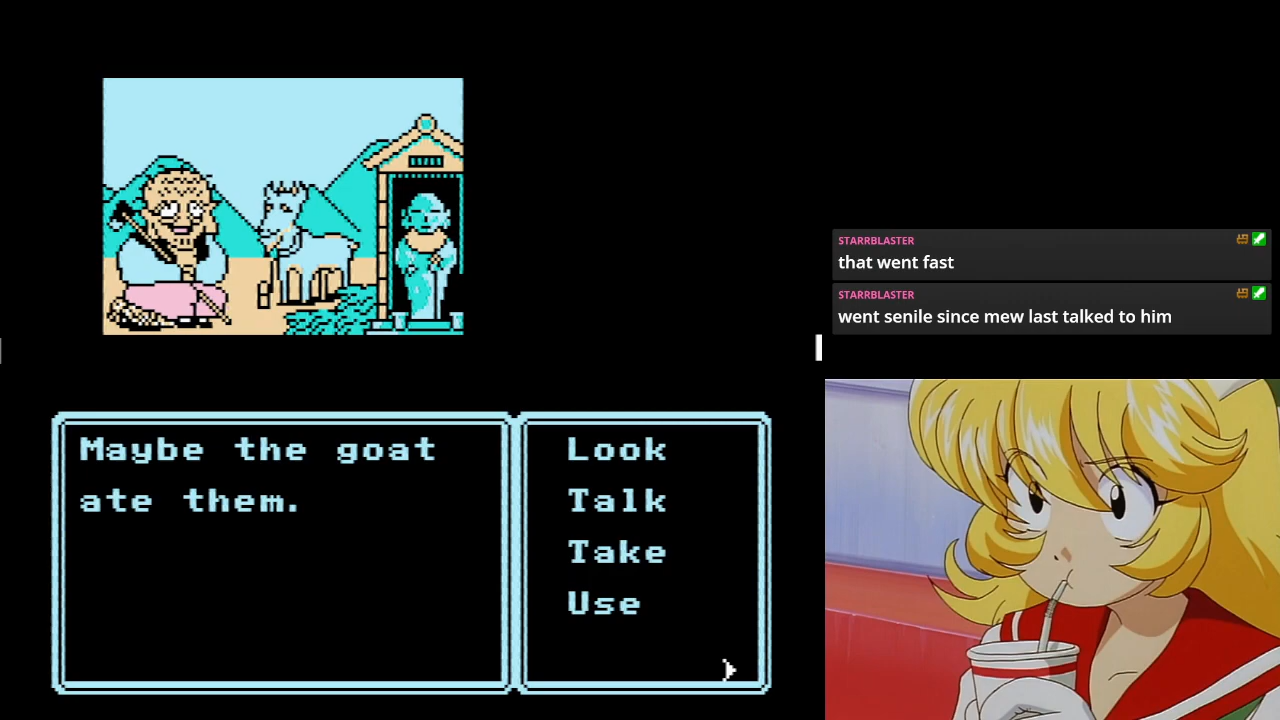 STARRBLASTER
that went fast
STARRBLASTER
went senile since mew last talked to him
Maybe the goat
ate them.
Look
Talk
Take
Use